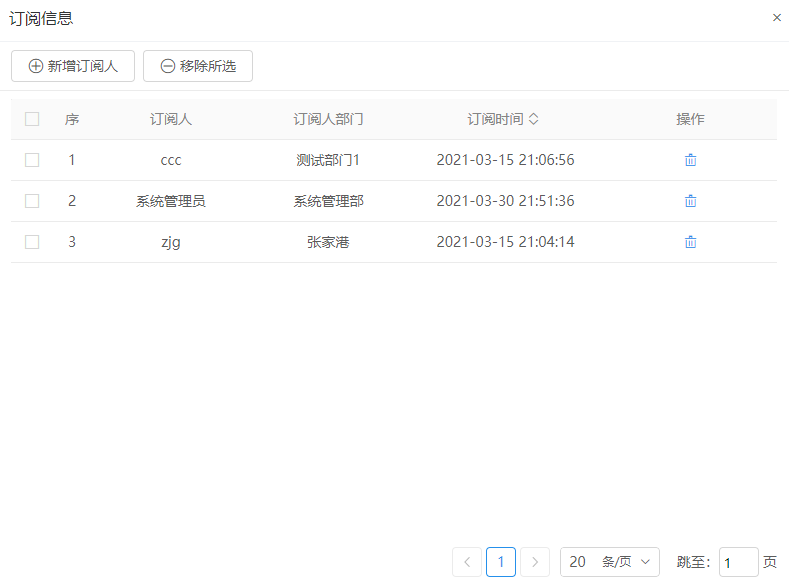 订阅信息
新增订阅人 移除所选
序 订阅人 订阅人部门 订阅时间 操作
1 ccc 测试部门1 2021-03-15 21:06:56
2 系统管理员 系统管理部 2021-03-30 21:51:36
3 zjg 张家港 2021-03-15 21:04:14
1 20 条/页 跳至: 1 页